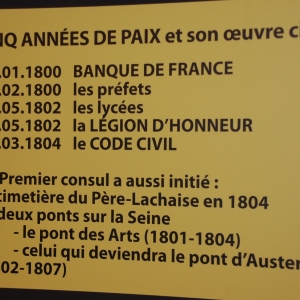 NQ ANNÉES DE PAIX et son œuvre c
.01.1800 BANQUE DE FRANCE
.02.1800 les préfets
.05.1802 les lycées
.05.1802 la LÉGION D'HONNEUR
.03.1804 le CODE CIVIL
Premier consul a aussi initié :
cimetière du Père-Lachaise en 1804
deux ponts sur la Seine
- le pont des Arts (1801-1804)
- celui qui deviendra le pont d'Auster
02-1807)